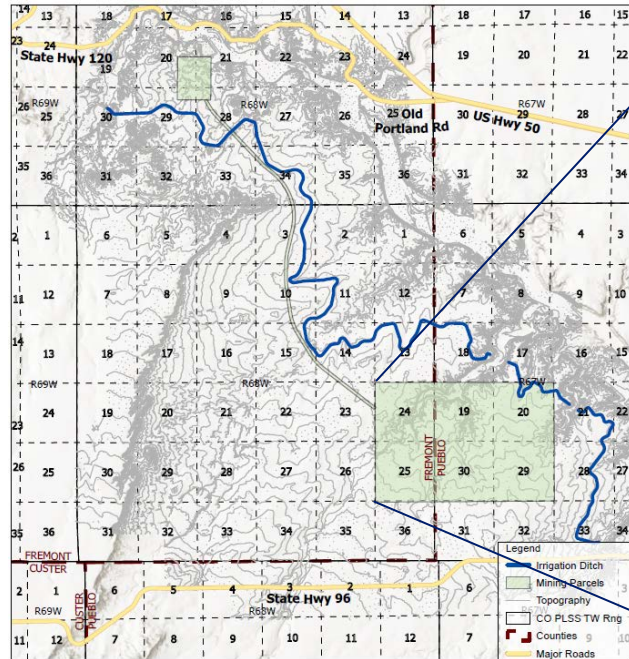 14 13 18 17 16 15 14 13 18 17 16 15
23 24 19 20 21 22 23 24 19 20 21 22
State Hwy 120
26 25 30 29 28 27 26 25 30 29 28 27
R69W R68W R67W
Old
Portland Rd
US Hwy 50
35 36 31 32 34 36 31 32 33 34
2 1 6 5 4 3 2 1 6 5 4 3
11 12 7 8 9 10 11 12 7 8 9 10
14 13 18 17 16 15 14 13 18 17 16 15
R69W R68W R67W
23 24 19 20 21 22 23 24 19 20 21 22
26 25 30 29 28 27 26 25 30 29 28 27
FREMONT
PUEBLO
35 36 31 32 33 34 35 36 31 32 33 34
FREMONT
CUSTER
2 1 6 5 4 3 2 1 6
State Hwy 96
R69W R68W R67W
CUSTER
PUEBLO
11 12 7 8 9 10 11 12 7
Legend
Irrigation Ditch
Mining Parcels
Topography
CO PLSS TW Rng
Counties
Major Roads